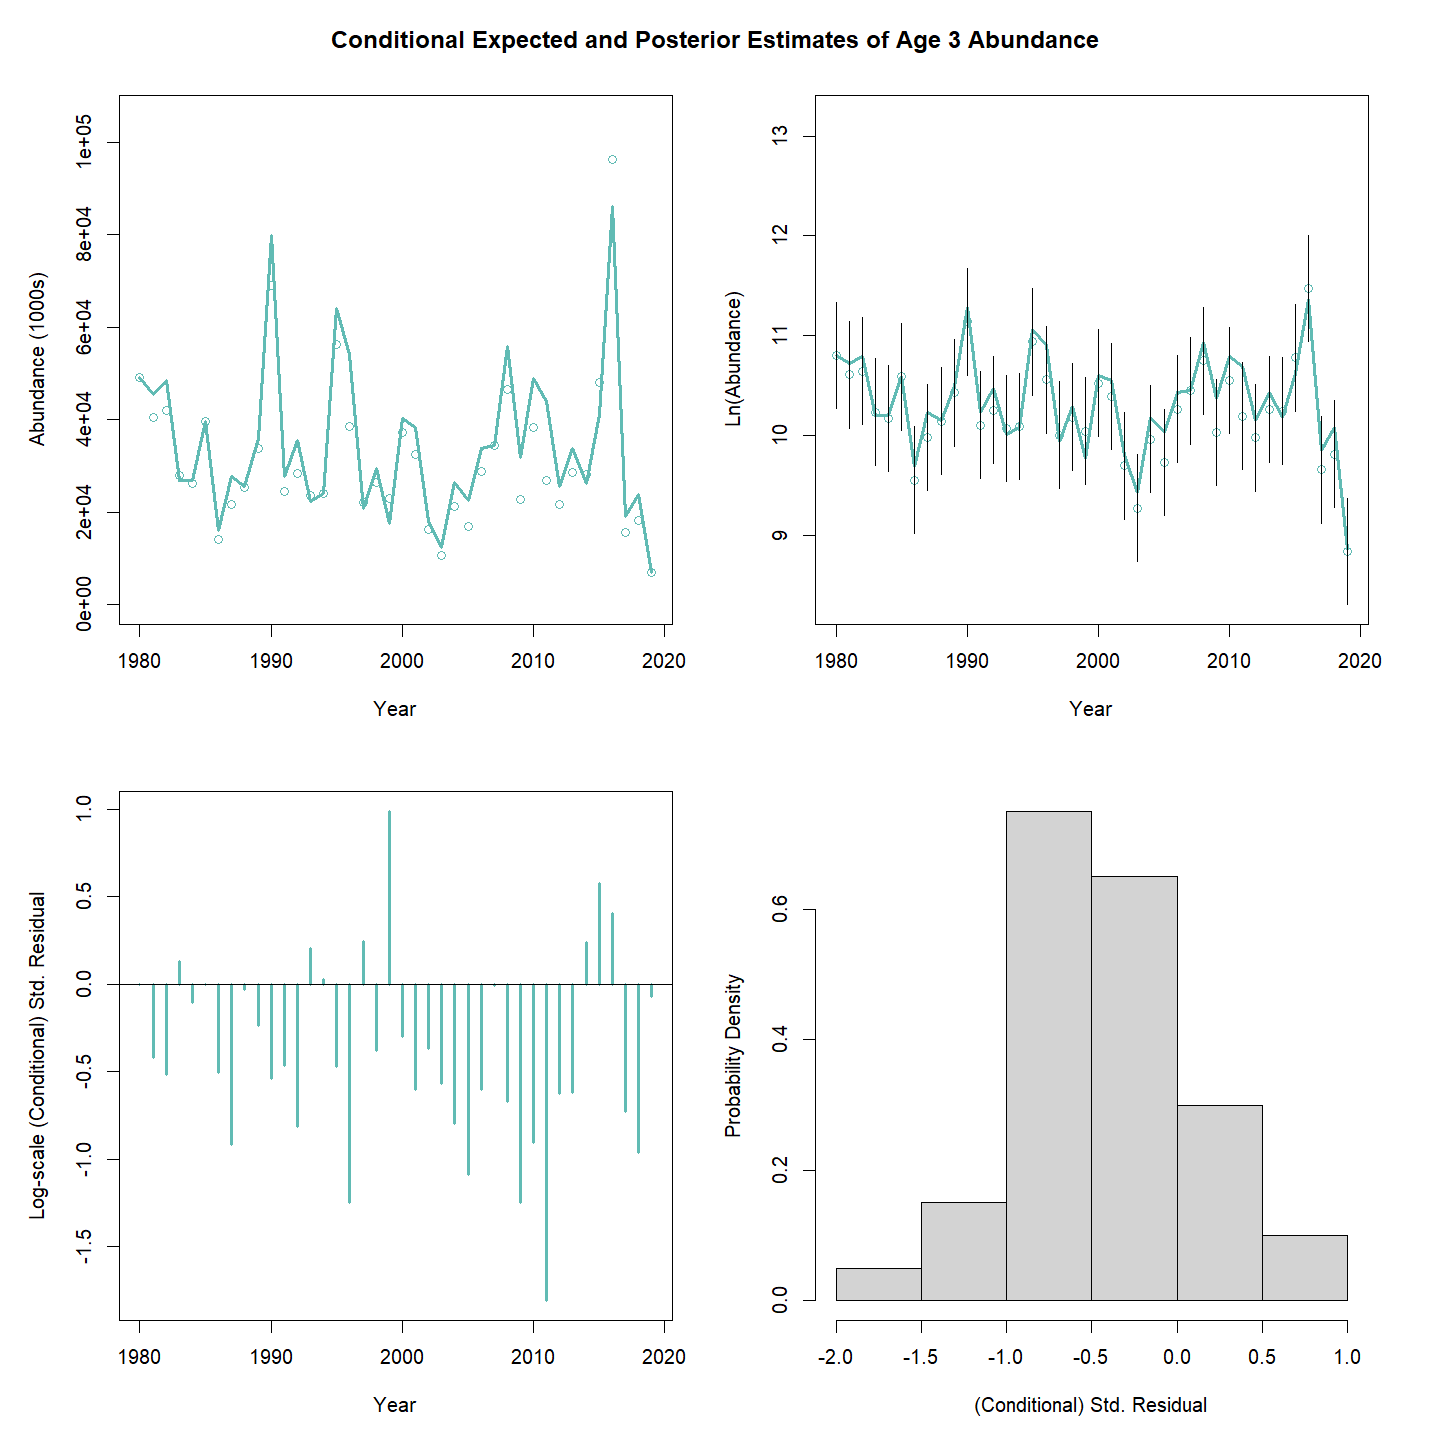 Conditional Expected and Posterior Estimates of Age 3 Abundance
Abundance (1000s)
1e+05
8e+04
6e+04
4e+04
2e+04
0e+00
1980 1990 2000 2010 2020
Year
Ln(Abundance)
13
12
11
10
9
1980 1990 2000 2010 2020
Year
Log-scale (Conditional) Std. Residual
1.0
0.5
0.0
-0.5
-1.0
-1.5
1980 1990 2000 2010 2020
Year
Probability Density
0.6
0.4
0.2
0.0
-2.0 -1.5 -1.0 -0.5 0.0 0.5 1.0
(Conditional) Std. Residual